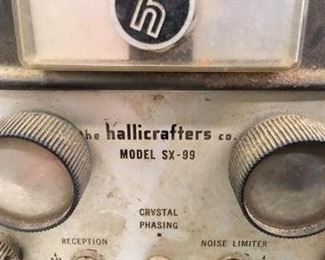 h
the hallicrafters co.
MODEL SX-99
CRYSTAL
PHASING
RECEPTION
NOISE LIMITER